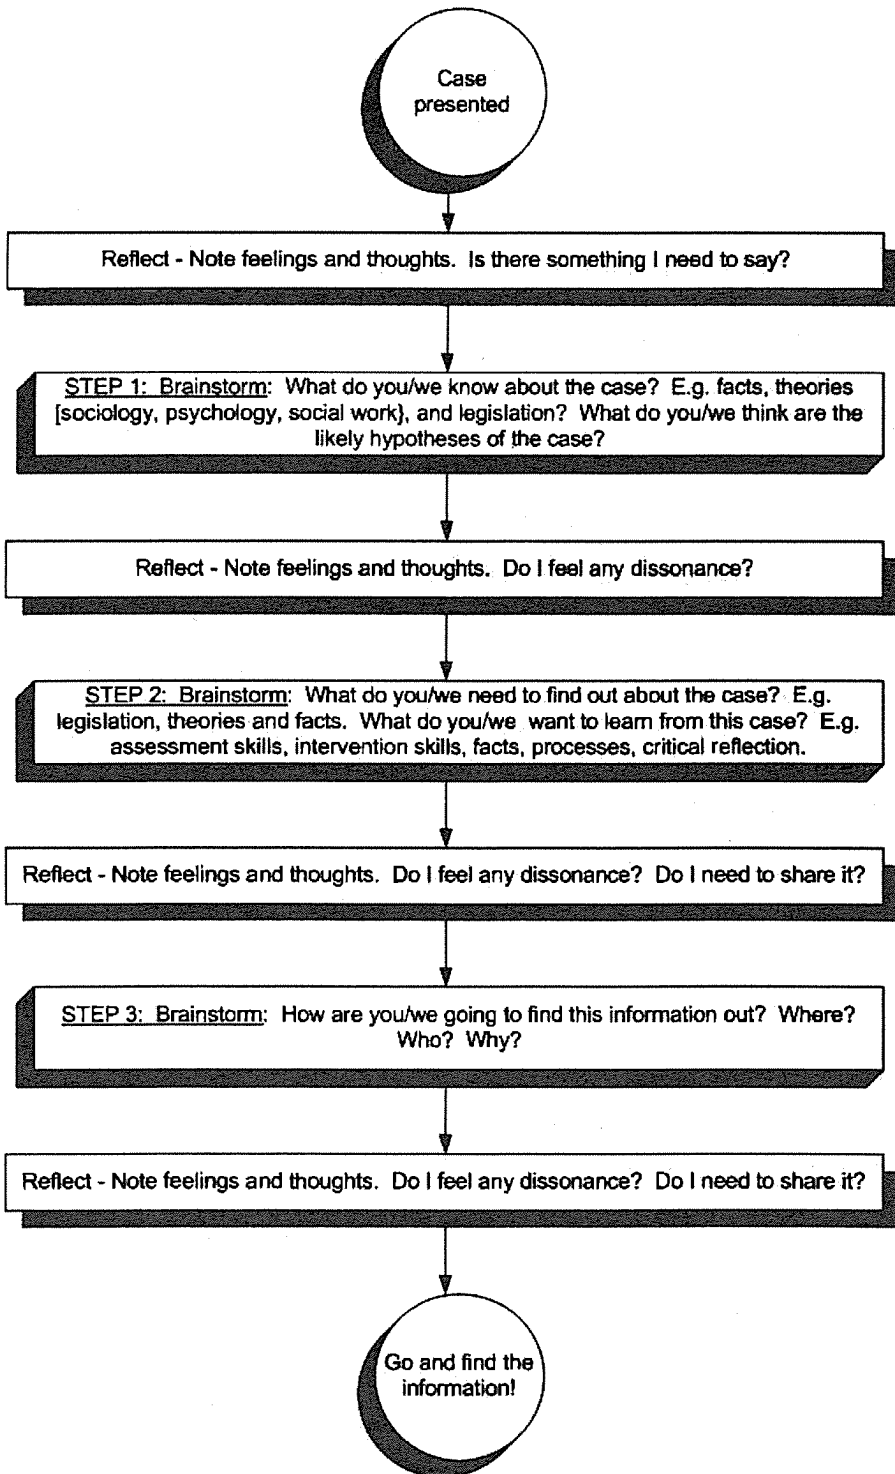 Case
presented
Reflect - Note feelings and thoughts. Is there something I need to say?
STEP 1: Brainstorm: What do you/we know about the case? E.g. facts, theories
[sociology, psychology, social work}, and legislation? What do you/we think are the
likely hypotheses of the case?
Reflect - Note feelings and thoughts. Do I feel any dissonance?
STEP 2: Brainstorm: What do you/we need to find out about the case? E.g.
legislation, theories and facts. What do you/we want to learn from this case? E.g.
assessment skills, intervention skills, facts, processes, critical reflection.
Reflect - Note feelings and thoughts. Do I feel any dissonance? Do I need to share it?
STEP 3: Brainstorm: How are you/we going to find this information out? Where?
Who? Why?
Reflect - Note feelings and thoughts. Do I feel any dissonance? Do I need to share it?
Go and find the
information!